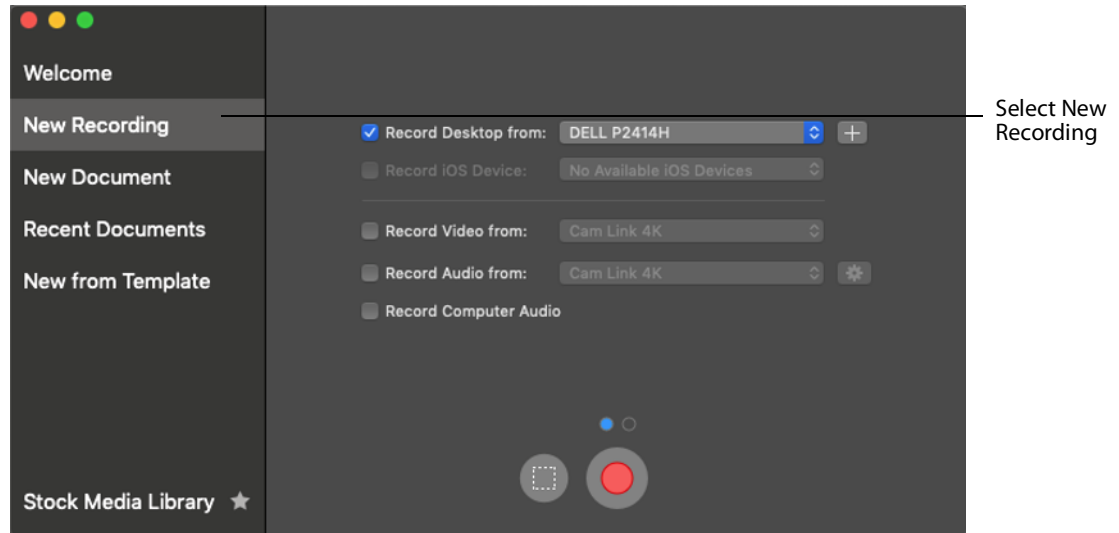 Welcome
New Recording
New Document
Recent Documents
New from Template
Stock Media Library
Record Desktop from: DELL P2414H
Record iOS Device: No Available iOS Devices
Record Video from: Cam Link 4K
Record Audio from: Cam Link 4K
Record Computer Audio
Select New
Recording